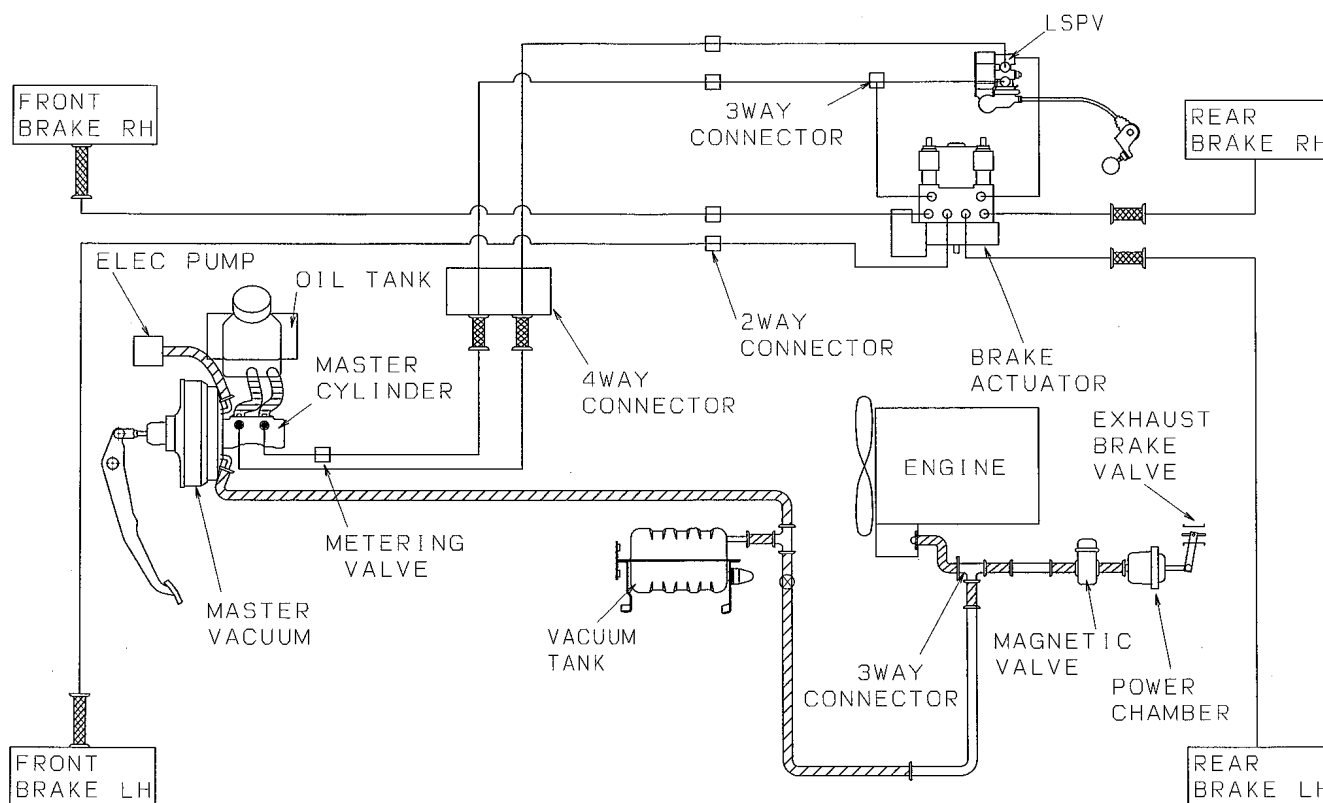 LSPV
FRONT
BRAKE RH
3WAY
CONNECTOR
REAR
BRAKE RH
ELEC PUMP
OIL TANK
2WAY
CONNECTOR
MASTER
CYLINDER
4WAY
CONNECTOR
BRAKE
ACTUATOR
EXHAUST
BRAKE
VALVE
ENGINE
METERING
VALVE
MASTER
VACUUM
VACUUM
TANK
3WAY
CONNECTOR
MAGNETIC
VALVE
POWER
CHAMBER
FRONT
BRAKE LH
REAR
BRAKE LH